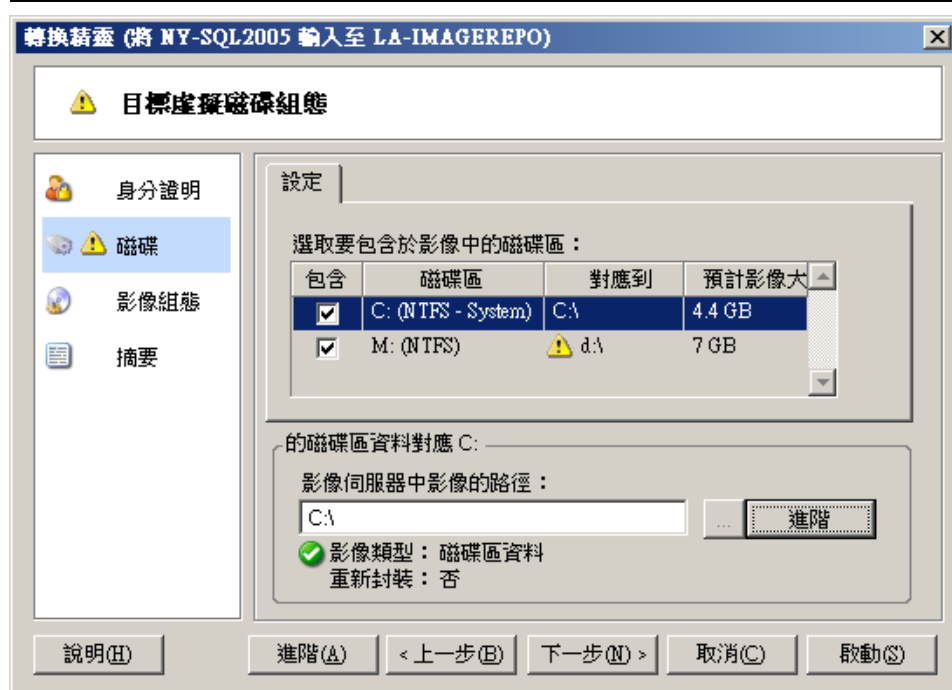 轉換精靈 (將 NY-SQL2005 輸入至 LA-IMAGEREPO)
目標虛擬磁碟組態
身分證明
磁碟
影像組態
摘要
設定
選取要包含於影像中的磁碟區：
包含 磁碟區 對應到 預計影像大
C: (NTFS - System) C:\ 4.4 GB
M: (NTFS) d:\ 7 GB
的磁碟區資料對應 C:
影像伺服器中影像的路徑：
C:\ ... 進階
影像類型： 磁碟區資料
重新封裝： 否
說明(H) 進階(A) < 上一步(B) 下一步(N) > 取消(C) 啟動(S)